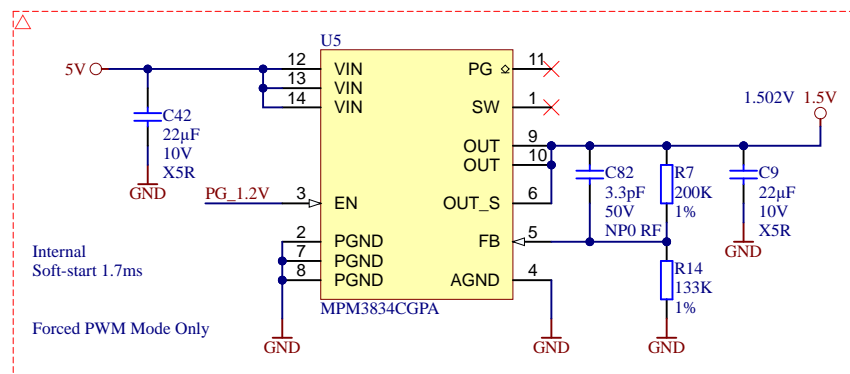 U5
5V
12 VIN
13 VIN
14 VIN
PG 11
SW 1
1.502V 1.5V
C42
22µF
10V
X5R
GND
OUT 9
OUT 10
C82
3.3pF
50V
NP0 RF
R7
200K
1%
C9
22µF
10V
X5R
GND
PG_1.2V 3 EN
OUT_S 6
2 PGND
7 PGND
8 PGND
FB 5
AGND 4
R14
133K
1%
Internal
Soft-start 1.7ms
MPM3834CGPA
Forced PWM Mode Only
GND
GND
GND